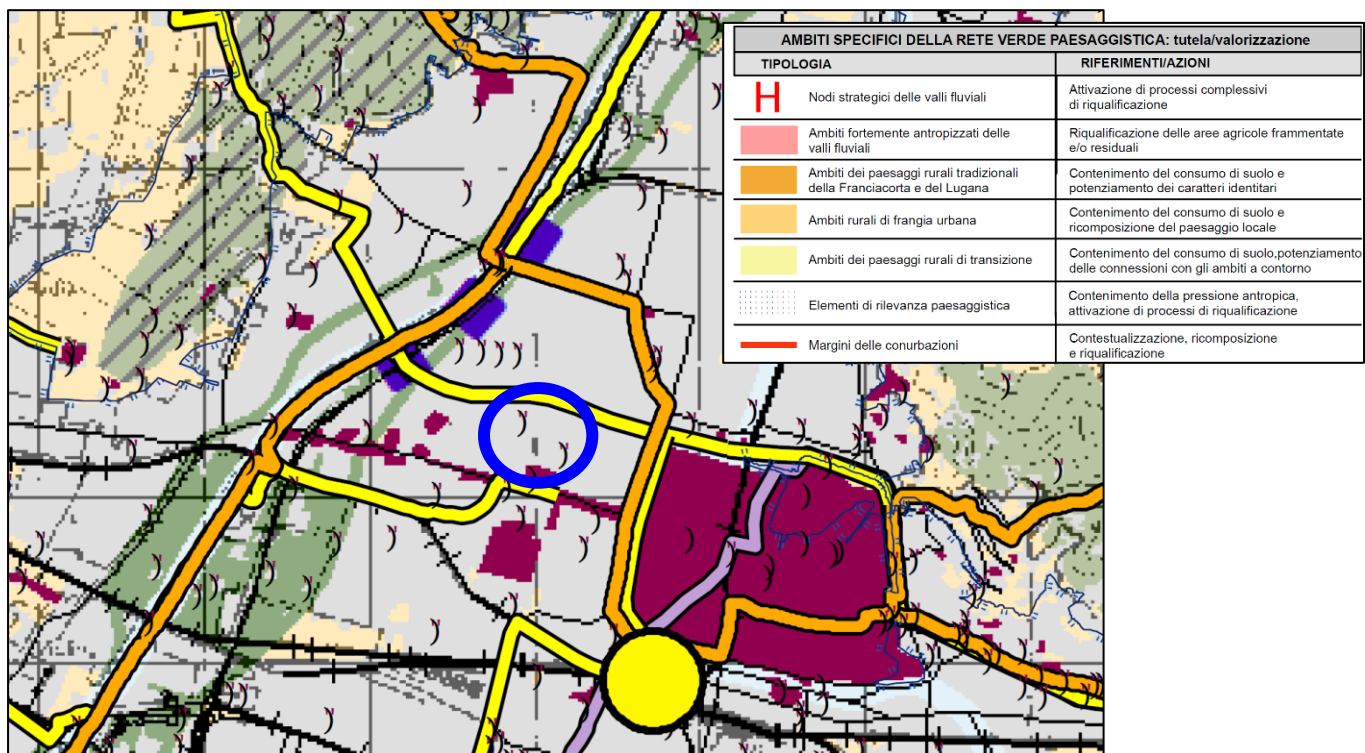 AMBITI SPECIFICI DELLA RETE VERDE PAESAGGISTICA: tutela/valorizzazione
TIPOLOGIA
RIFERIMENTI/AZIONI
H
Nodi strategici delle valli fluviali
Attivazione di processi complessivi
di riqualificazione
Ambiti fortemente antropizzati delle
valli fluviali
Riqualificazione delle aree agricole frammentate
e/o residuali
Ambiti dei paesaggi rurali tradizionali
della Franciacorta e del Lugana
Contenimento del consumo di suolo e
potenziamento dei caratteri identitari
Ambiti rurali di frangia urbana
Contenimento del consumo di suolo e
ricomposizione del paesaggio locale
Ambiti dei paesaggi rurali di transizione
Contenimento del consumo di suolo,potenziamento
delle connessioni con gli ambiti a contorno
Elementi di rilevanza paesaggistica
Contenimento della pressione antropica,
attivazione di processi di riqualificazione
Margini delle conurbazioni
Contestualizzazione, ricomposizione
e riqualificazione